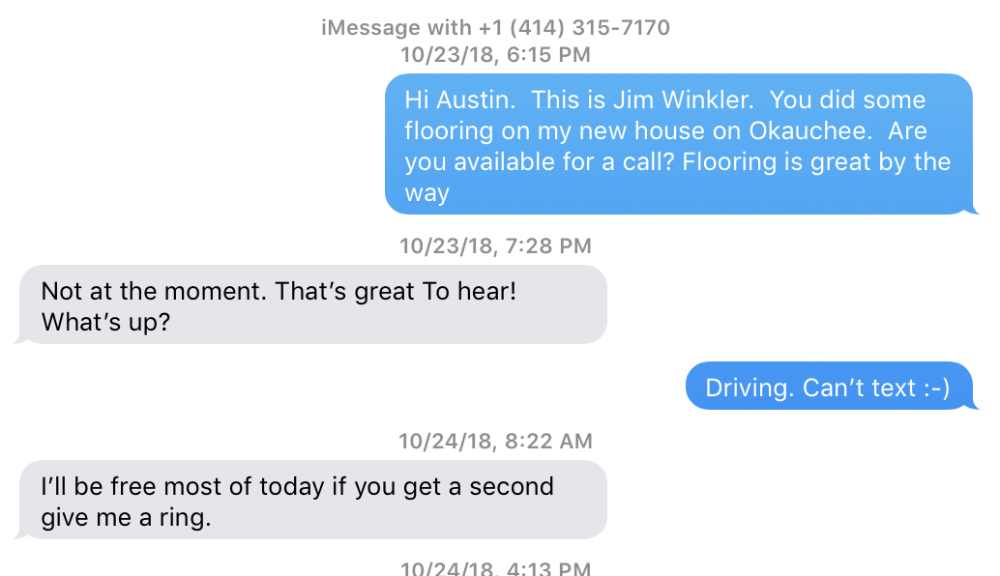 iMessage with +1 (414) 315-7170
10/23/18, 6:15 PM
Hi Austin.  This is Jim Winkler.  You did some
flooring on my new house on Okauchee.  Are
you available for a call? Flooring is great by the
way
10/23/18, 7:28 PM
Not at the moment. That’s great To hear!
What’s up?
Driving. Can’t text :-)
10/24/18, 8:22 AM
I’ll be free most of today if you get a second
give me a ring.
10/24/18, 4:13 PM